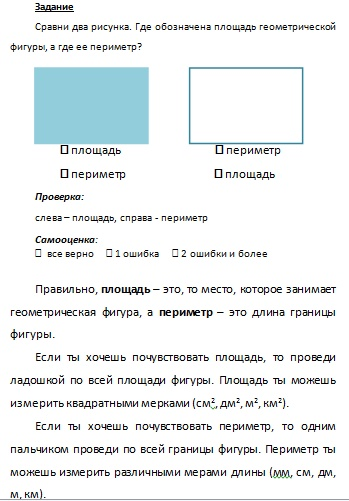 Задание
Сравни два рисунка. Где обозначена площадь геометрической
фигуры, а где ее периметр?
☐ площадь ☐ периметр
☐ периметр ☐ площадь
Проверка:
слева – площадь, справа - периметр
Самооценка:
☐ все верно ☐ 1 ошибка ☐ 2 ошибки и более
Правильно, площадь – это, то место, которое занимает
геометрическая фигура, а периметр – это длина границы
фигуры.
Если ты хочешь почувствовать площадь, то проведи
ладошкой по всей площади фигуры. Площадь ты можешь
измерить квадратными мерками (см², дм², м², км²).
Если ты хочешь почувствовать периметр, то одним
пальчиком проведи по всей границы фигуры. Периметр ты
можешь измерить различными мерами длины (мм, см, дм,
м, км).